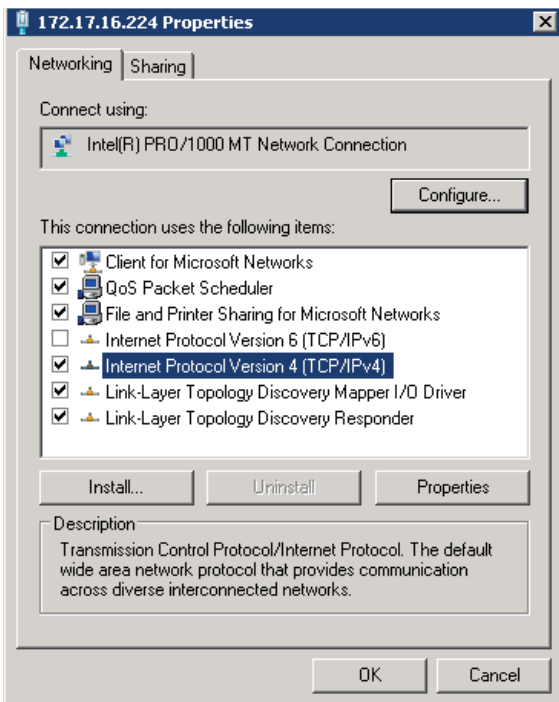 172.17.16.224 Properties
Networking
Sharing
Connect using:
Intel(R) PRO/1000 MT Network Connection
Configure...
This connection uses the following items:
Client for Microsoft Networks
QoS Packet Scheduler
File and Printer Sharing for Microsoft Networks
Internet Protocol Version 6 (TCP/IPv6)
Internet Protocol Version 4 (TCP/IPv4)
Link-Layer Topology Discovery Mapper I/O Driver
Link-Layer Topology Discovery Responder
Install...
Uninstall
Properties
Description
Transmission Control Protocol/Internet Protocol. The default
wide area network protocol that provides communication
across diverse interconnected networks.
OK
Cancel